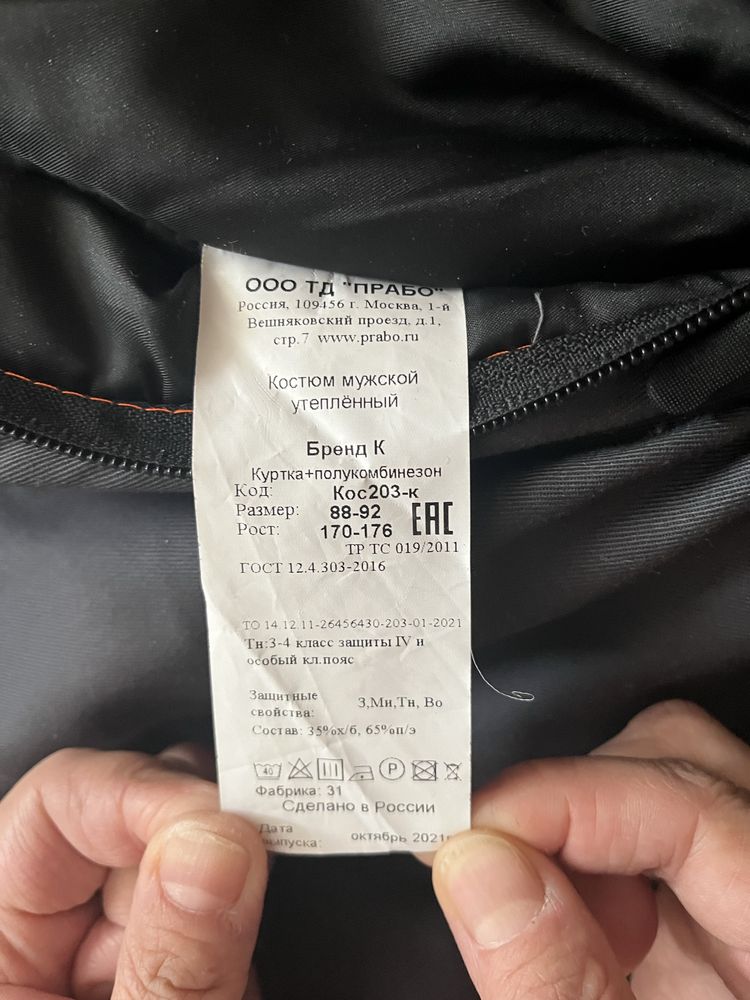 ООО ТД "ПРАБО"
Россия, 109456 г. Москва, 1-й
Вешняковский проезд, д.1,
стр.7 www.prabo.ru
Костюм мужской
утеплённый
Брэнд К
Куртка+полукомбинезон
Код: Кос203-к
Размер: 88-92
Рост: 170-176 EAC
ТР ТС 019/2011
ГОСТ 12.4.303-2016
ТО 14.12.11-26456430-203-01-2021
Тн:3-4 класс защиты IV и
особый кл.пояс
Защитные
свойства: З,Ми,Тн, Во
Состав: 35%х/б, 65%п/э
40 P
Фабрика: 31
Сделано в России
Дата
выпуска: октябрь 2021г